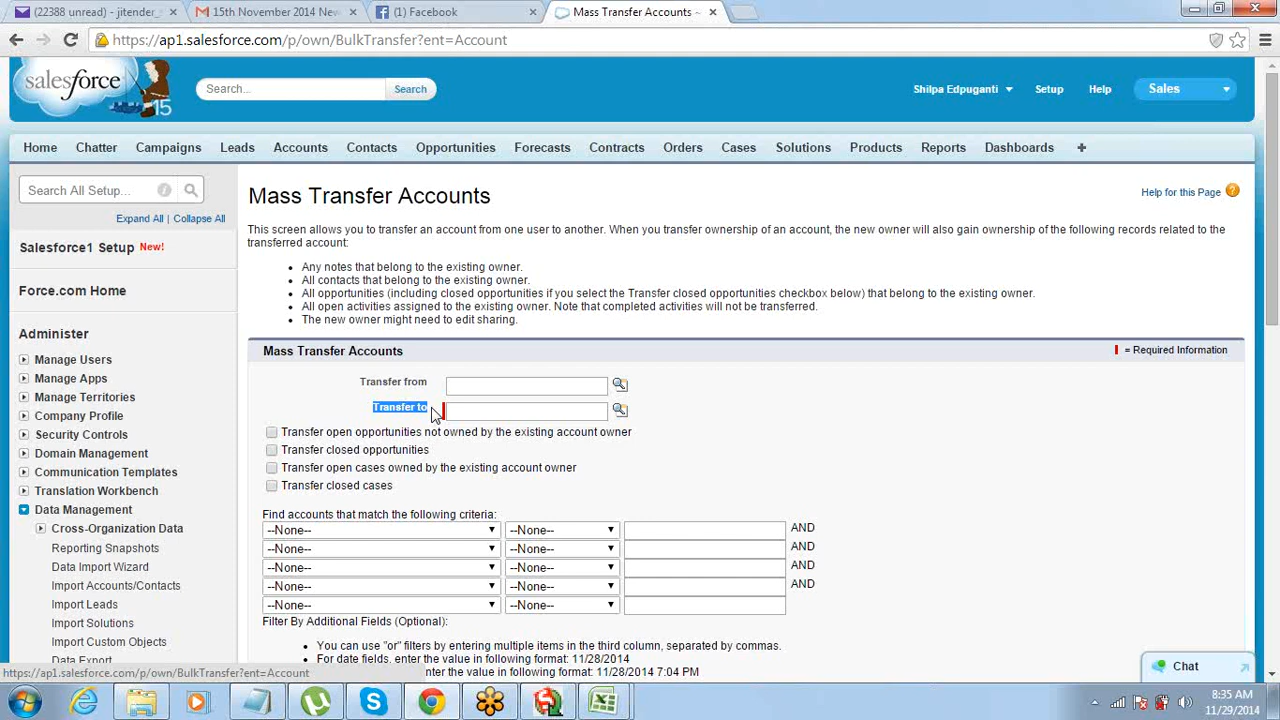 (22388 unread) - jitender_
15th November 2014 Nev
(1) Facebook
Mass Transfer Accounts ~
https://ap1.salesforce.com/p/own/BulkTransfer?ent=Account
salesforce
15
Search...
Search
Shilpa Edpuganti
Setup
Help
Sales
Home
Chatter
Campaigns
Leads
Accounts
Contacts
Opportunities
Forecasts
Contracts
Orders
Cases
Solutions
Products
Reports
Dashboards
+
Search All Setup...
Expand All | Collapse All
Salesforce1 Setup New!
Force.com Home
Administer
Manage Users
Manage Apps
Manage Territories
Company Profile
Security Controls
Domain Management
Communication Templates
Translation Workbench
Data Management
Cross-Organization Data
Reporting Snapshots
Data Import Wizard
Import Accounts/Contacts
Import Leads
Import Solutions
Import Custom Objects
Data Export
Mass Transfer Accounts
Help for this Page
This screen allows you to transfer an account from one user to another. When you transfer ownership of an account, the new owner will also gain ownership of the following records related to the
transferred account:
Any notes that belong to the existing owner.
All contacts that belong to the existing owner.
All opportunities (including closed opportunities if you select the Transfer closed opportunities checkbox below) that belong to the existing owner.
All open activities assigned to the existing owner. Note that completed activities will not be transferred.
The new owner might need to edit sharing.
Mass Transfer Accounts
= Required Information
Transfer from
Transfer to
Transfer open opportunities not owned by the existing account owner
Transfer closed opportunities
Transfer open cases owned by the existing account owner
Transfer closed cases
Find accounts that match the following criteria:
--None-- --None-- AND
--None-- --None-- AND
--None-- --None-- AND
--None-- --None-- AND
--None-- --None--
Filter By Additional Fields (Optional):
You can use "or" filters by entering multiple items in the third column, separated by commas.
For date fields, enter the value in following format: 11/28/2014
enter the value in following format: 11/28/2014 7:04 PM
https://ap1.salesforce.com/p/own/BulkTransfer?ent=Account
Chat
8:35 AM
11/29/2014